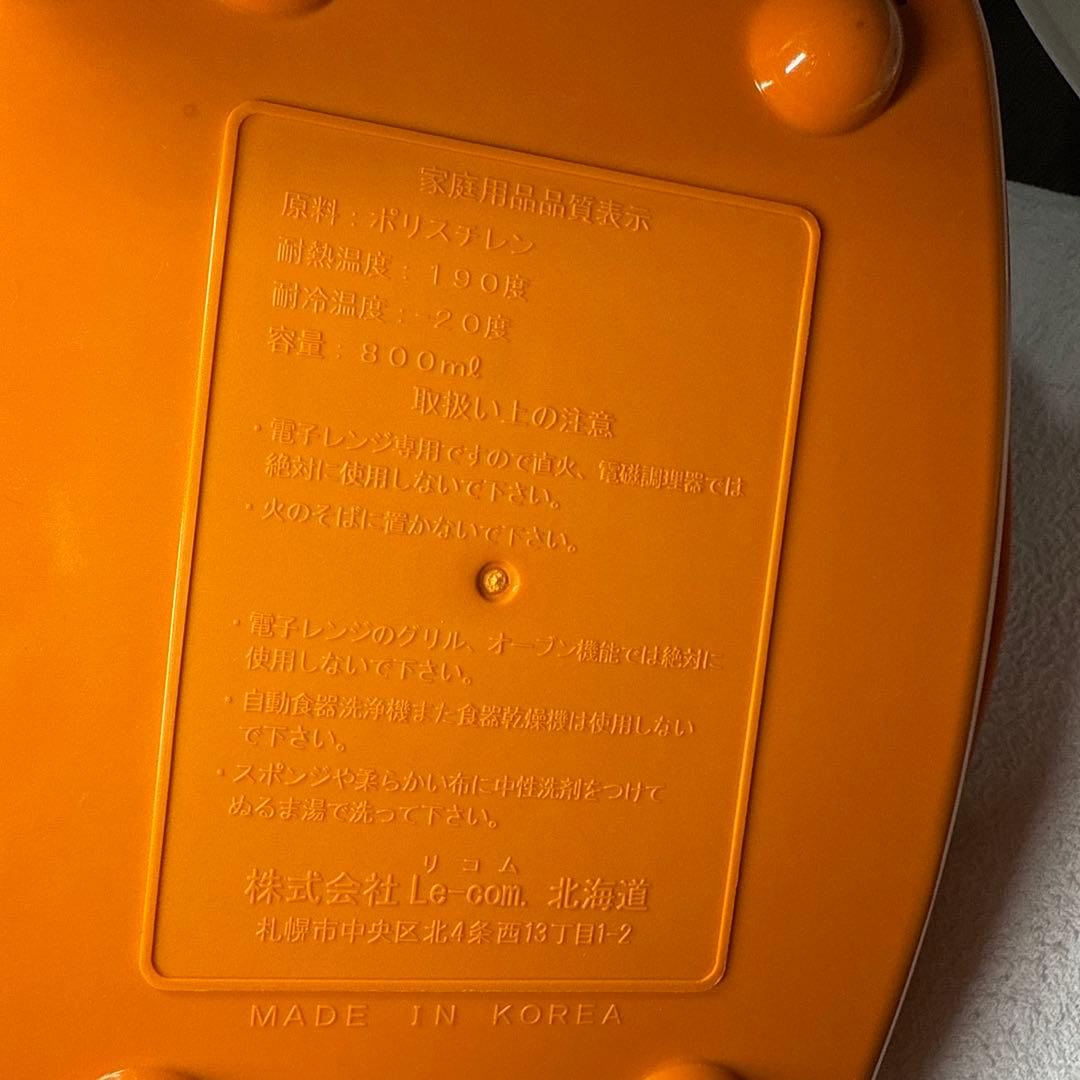 家庭用品品質表示
原料：ポリスチレン
耐熱温度：190度
耐冷温度：-20度
容量：800mℓ
取扱い上の注意
・電子レンジ専用ですので直火、電磁調理器では
絶対に使用しないで下さい。
・火のそばに置かないで下さい。
・電子レンジのグリル、オーブン機能では絶対に
使用しないで下さい。
・自動食器洗浄機また食器乾燥機は使用しない
で下さい。
・スポンジや柔らかい布に中性洗剤をつけて
ぬるま湯で洗って下さい。
リコム
株式会社 Le-com. 北海道
札幌市中央区北4条西13丁目1-2
MADE IN KOREA